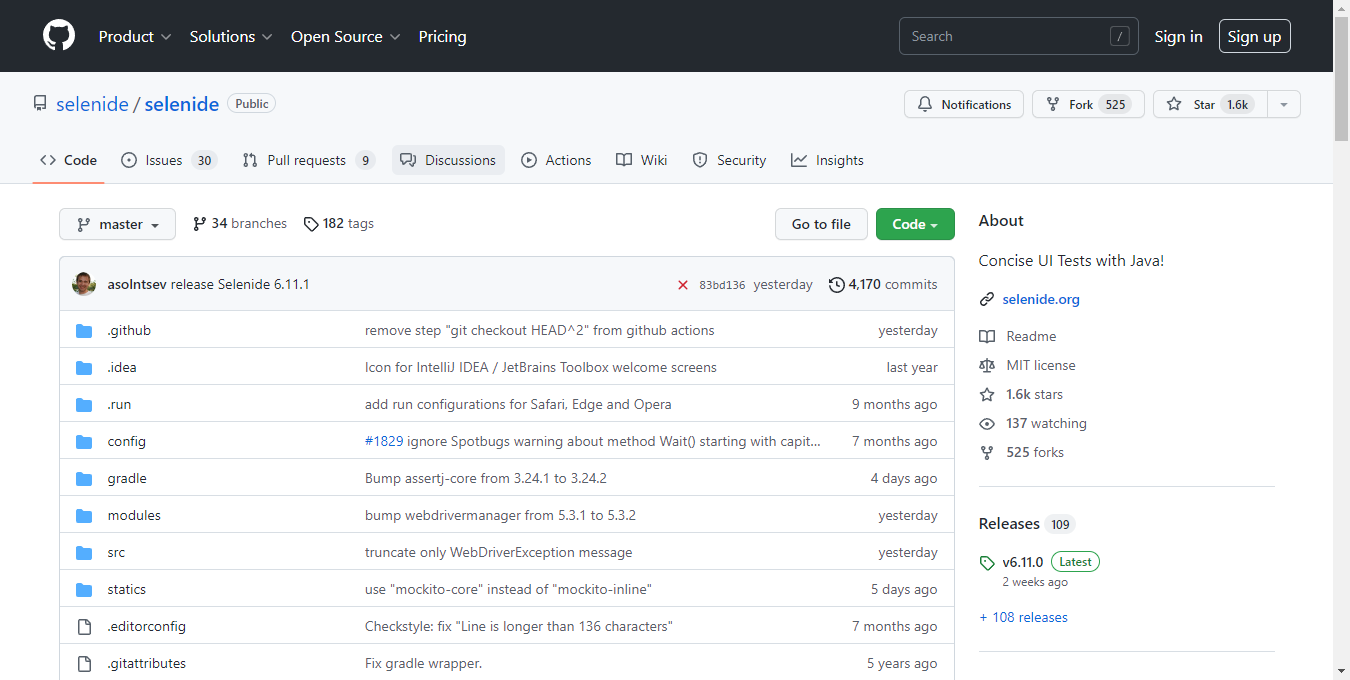 Product Solutions Open Source Pricing Search / Sign in Sign up
selenide / selenide Public Notifications Fork 525 Star 1.6k
Code Issues 30 Pull requests 9 Discussions Actions Wiki Security Insights
master 34 branches 182 tags Go to file Code
asolntsev release Selenide 6.11.1 83bd136 yesterday 4,170 commits
.github remove step "git checkout HEAD^2" from github actions yesterday
.idea Icon for IntelliJ IDEA / JetBrains Toolbox welcome screens last year
.run add run configurations for Safari, Edge and Opera 9 months ago
config #1829 ignore Spotbugs warning about method Wait() starting with capit... 7 months ago
gradle Bump assertj-core from 3.24.1 to 3.24.2 4 days ago
modules bump webdrivermanager from 5.3.1 to 5.3.2 yesterday
src truncate only WebDriverException message yesterday
statics use "mockito-core" instead of "mockito-inline" 5 days ago
.editorconfig Checkstyle: fix "Line is longer than 136 characters" 7 months ago
.gitattributes Fix gradle wrapper. 5 years ago
About
Concise UI Tests with Java!
selenide.org
Readme
MIT license
1.6k stars
137 watching
525 forks
Releases 109
v6.11.0 Latest
2 weeks ago
+ 108 releases